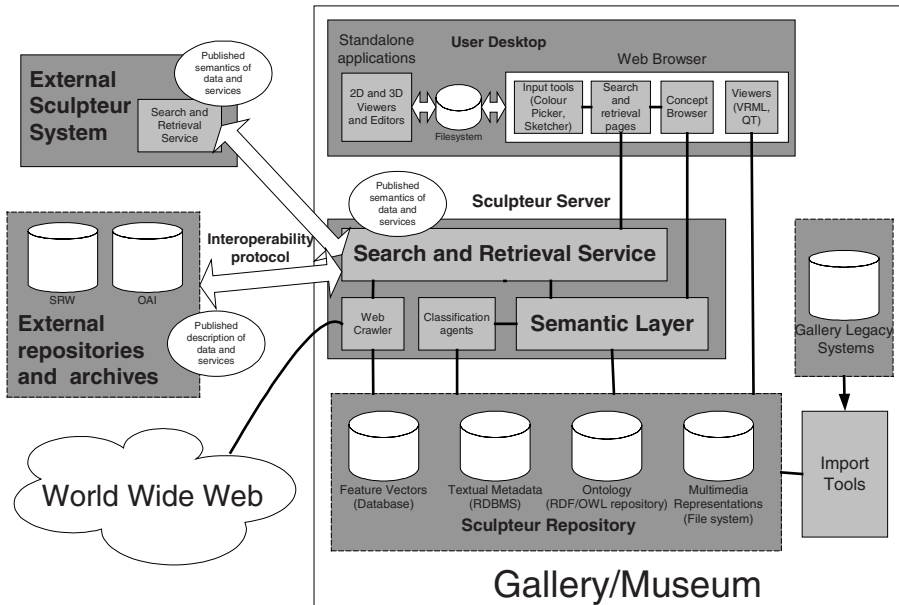 Published
semantics of
data and
services
External
Sculpteur
System
Search and
Retrieval
Service
Standalone
applications
User Desktop
Web Browser
2D and 3D
Viewers
and Editors
Filesystem
Input tools
(Colour
Picker,
Sketcher)
Search
and
retrieval
pages
Concept
Browser
Viewers
(VRML,
QT)
Published
semantics of
data and
services
Sculpteur Server
Interoperability
protocol
Search and Retrieval Service
Web
Crawler
Classification
agents
Semantic Layer
SRW
OAI
External
repositories
and archives
Published
description of
data and
services
Gallery Legacy
Systems
World Wide Web
Feature Vectors
(Database)
Textual Metadata
(RDBMS)
Ontology
(RDF/OWL repository)
Multimedia
Representations
(File system)
Sculpteur Repository
Import
Tools
Gallery/Museum